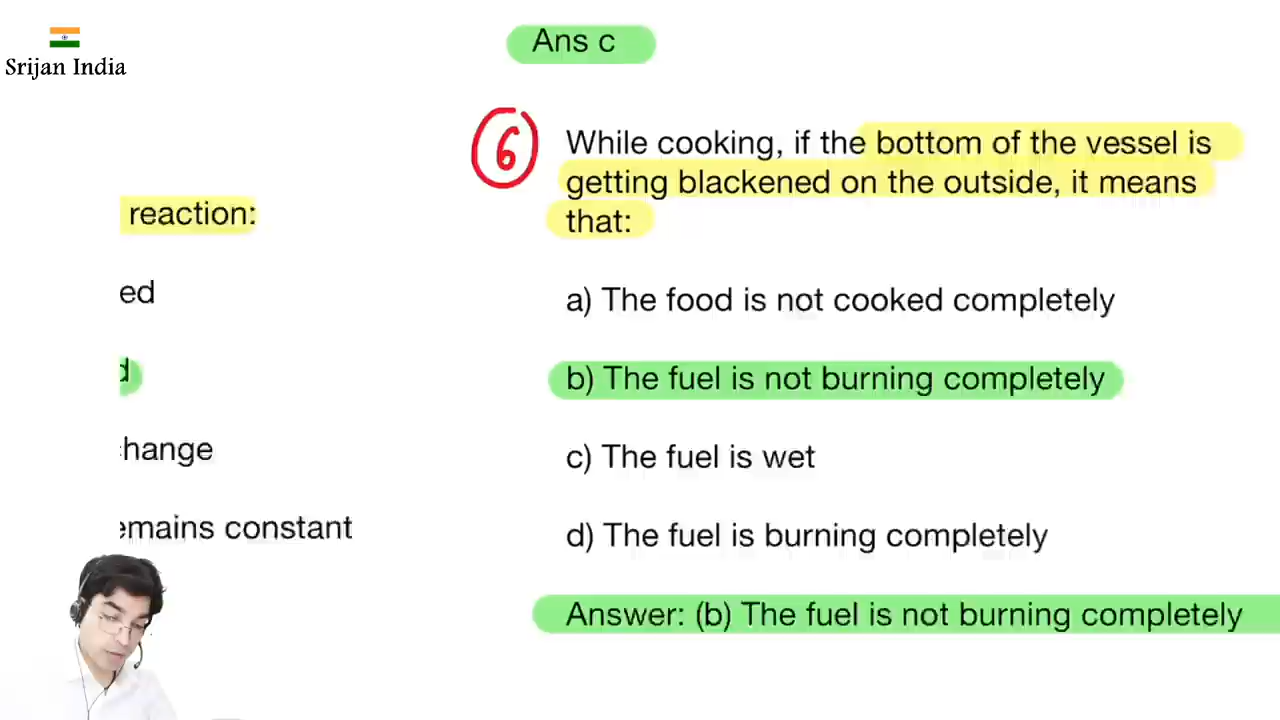 Srijan India
reaction:
ed
d
hange
emains constant
Ans c
6
While cooking, if the bottom of the vessel is
getting blackened on the outside, it means
that:
a) The food is not cooked completely
b) The fuel is not burning completely
c) The fuel is wet
d) The fuel is burning completely
Answer: (b) The fuel is not burning completely